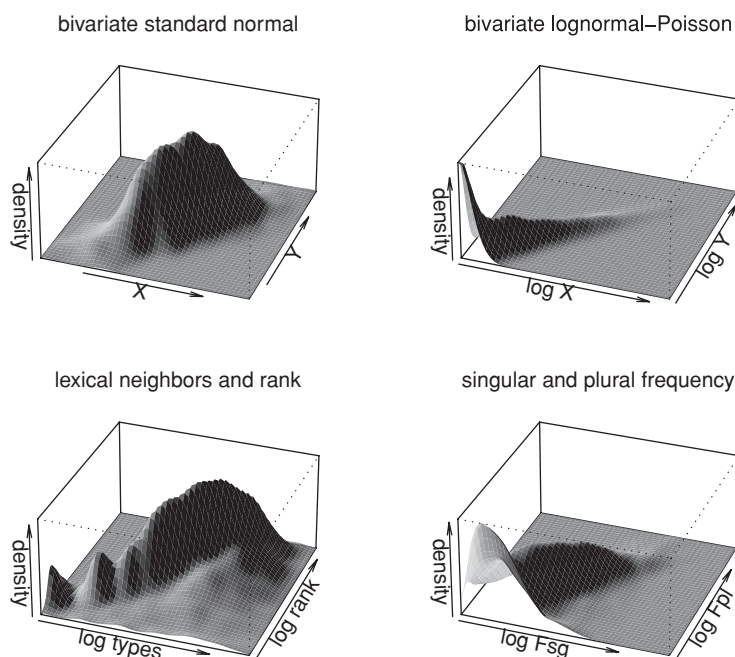 bivariate standard normal
density
X
Y
bivariate lognormal–Poisson
density
log X
log Y
lexical neighbors and rank
density
log types
log rank
singular and plural frequency
density
log Fsg
log Fpl